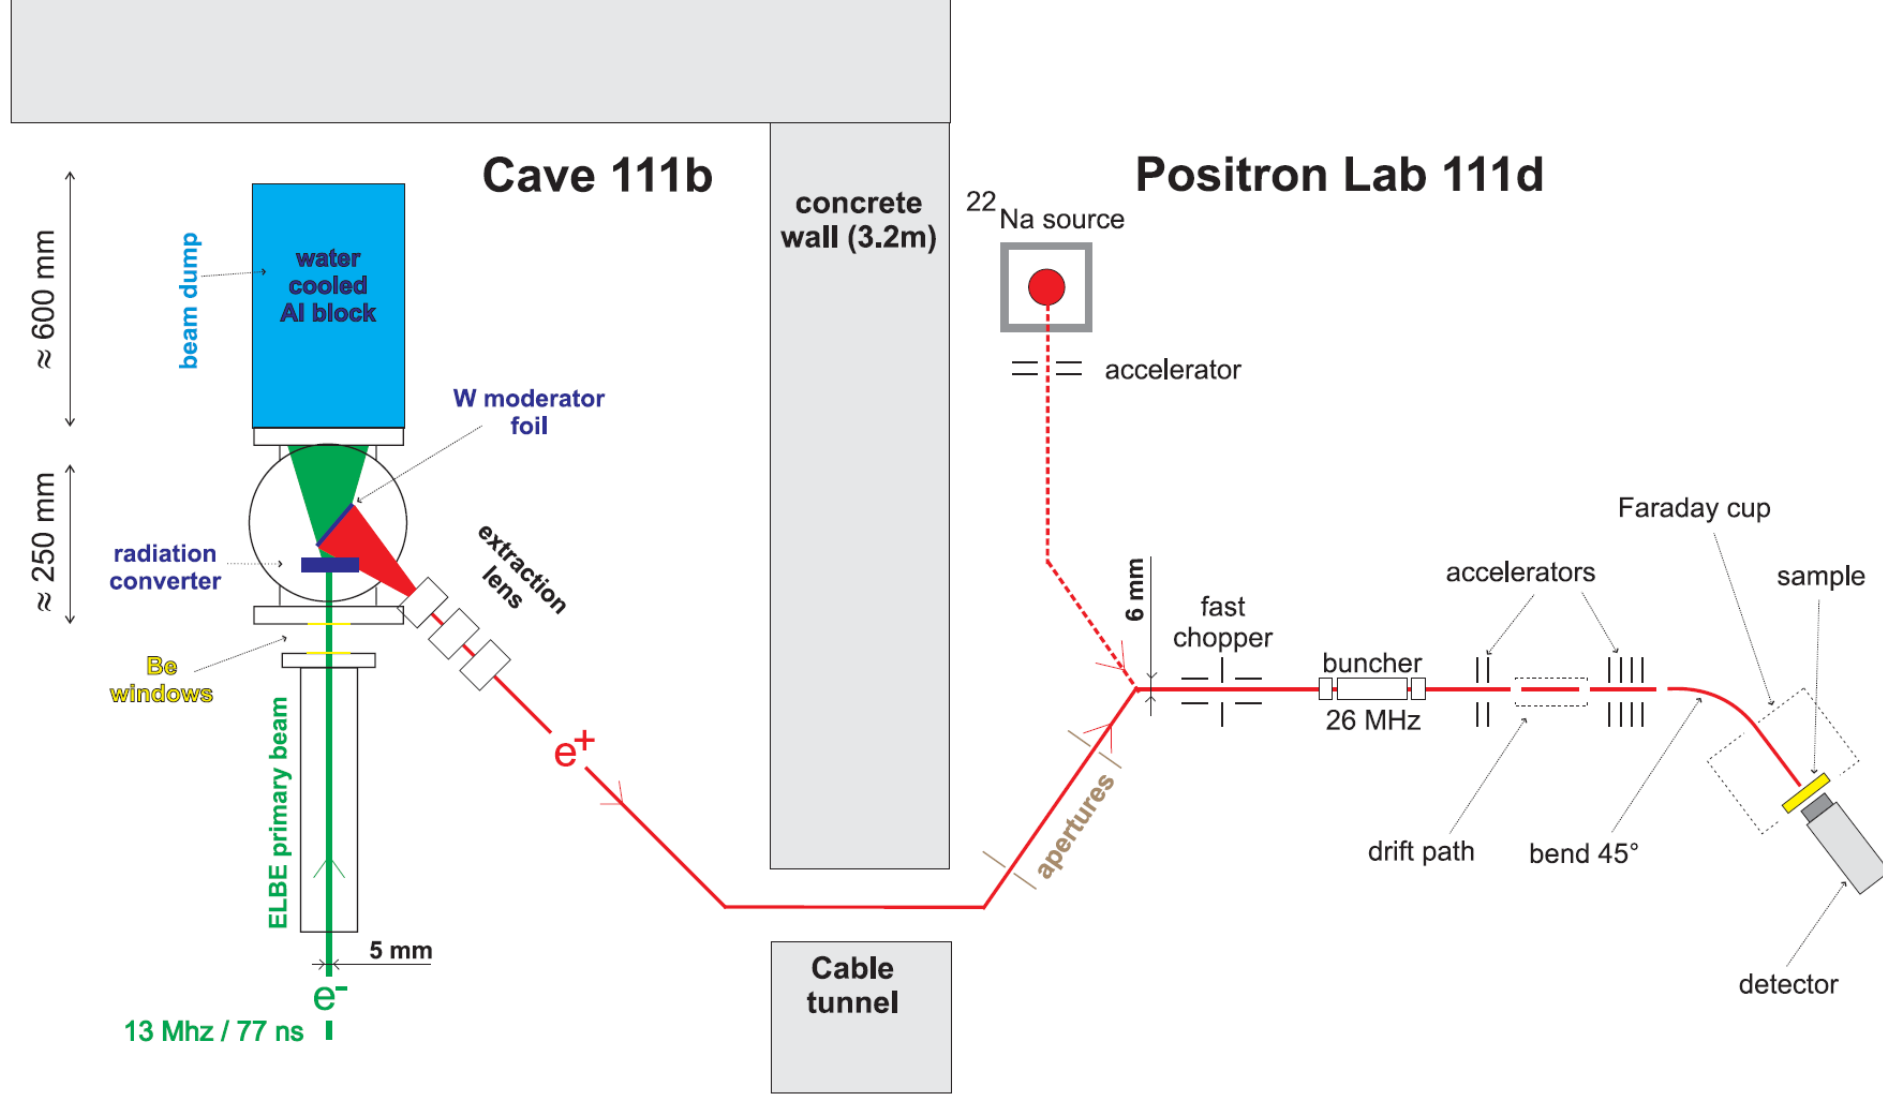 Cave 111b
Positron Lab 111d
concrete
wall (3.2m)
22
Na source
≈ 600 mm
beam dump
water
cooled
Al block
accelerator
W moderator
foil
≈ 250 mm
radiation
converter
extraction
lens
Be
windows
ELBE primary beam
e+
5 mm
e-
13 Mhz / 77 ns
Cable
tunnel
apertures
6 mm
fast
chopper
buncher
26 MHz
accelerators
Faraday cup
sample
drift path
bend 45°
detector